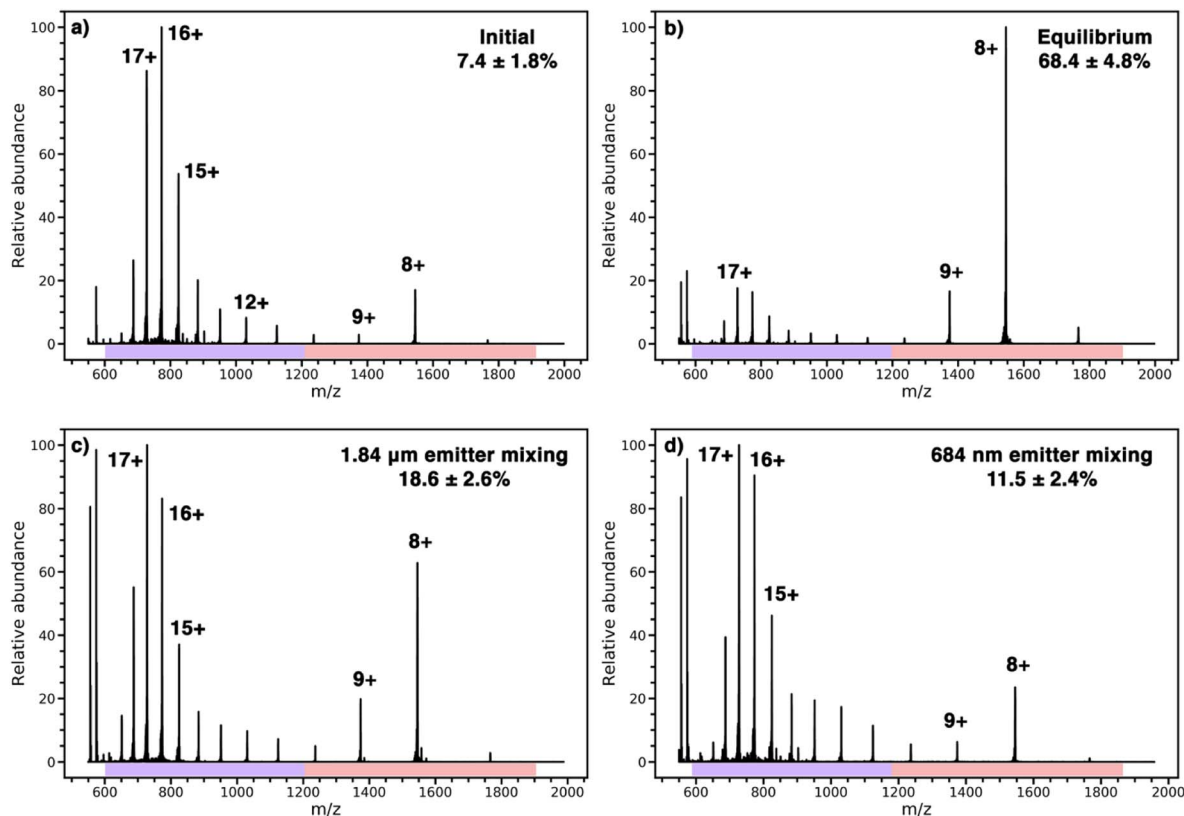 a)
Initial
7.4 ± 1.8%
17+
16+
15+
12+
9+
8+
Relative abundance
100
80
60
40
20
0
600 800 1000 1200 1400 1600 1800 2000
m/z
b)
Equilibrium
68.4 ± 4.8%
8+
17+
9+
Relative abundance
100
80
60
40
20
0
600 800 1000 1200 1400 1600 1800 2000
m/z
c)
1.84 µm emitter mixing
18.6 ± 2.6%
17+
16+
15+
9+
8+
Relative abundance
100
80
60
40
20
0
600 800 1000 1200 1400 1600 1800 2000
m/z
d)
684 nm emitter mixing
11.5 ± 2.4%
17+
16+
15+
9+
8+
Relative abundance
100
80
60
40
20
0
600 800 1000 1200 1400 1600 1800 2000
m/z